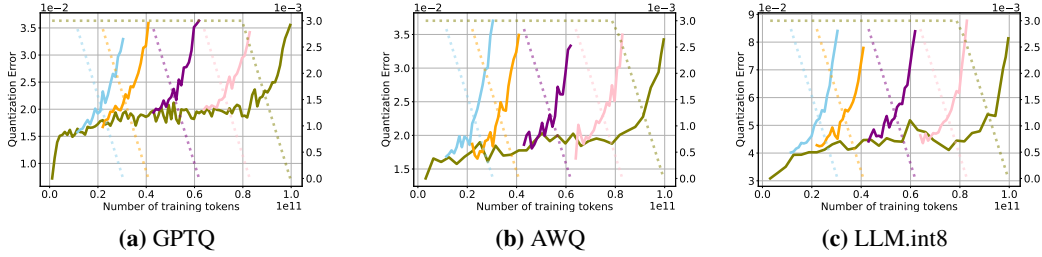 1e−2 1e−3
3.5
3.0
2.5
2.0
1.5
1.0
Quantization Error
3.0
2.5
2.0
1.5
1.0
0.5
0.0
0.0 0.2 0.4 0.6 0.8 1.0
1e11
Number of training tokens
(a) GPTQ
1e−2 1e−3
3.5
3.0
2.5
2.0
1.5
Quantization Error
3.0
2.5
2.0
1.5
1.0
0.5
0.0
0.0 0.2 0.4 0.6 0.8 1.0
1e11
Number of training tokens
(b) AWQ
1e−2 1e−3
9
8
7
6
5
4
3
Quantization Error
3.0
2.5
2.0
1.5
1.0
0.5
0.0
0.0 0.2 0.4 0.6 0.8 1.0
1e11
Number of training tokens
(c) LLM.int8